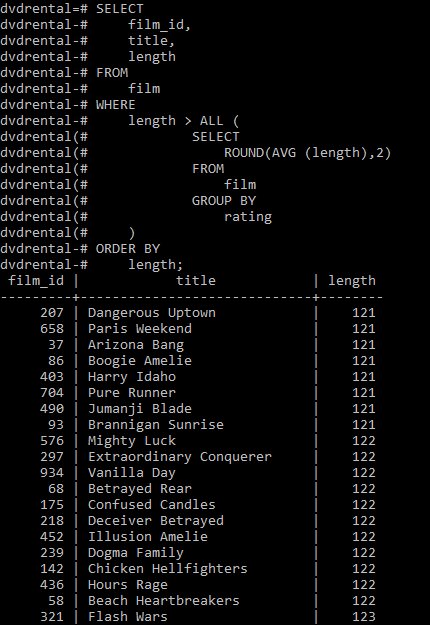 dvdrental=# SELECT
dvdrental-#     film_id,
dvdrental-#     title,
dvdrental-#     length
dvdrental-# FROM
dvdrental-#     film
dvdrental-# WHERE
dvdrental-#     length > ALL (
dvdrental(#             SELECT
dvdrental(#                 ROUND(AVG (length),2)
dvdrental(#             FROM
dvdrental(#                 film
dvdrental(#             GROUP BY
dvdrental(#                 rating
dvdrental(#     )
dvdrental-# ORDER BY
dvdrental-#     length;
 film_id |            title            | length
---------+-----------------------------+--------
     207 | Dangerous Uptown            |    121
     658 | Paris Weekend               |    121
      37 | Arizona Bang                |    121
      86 | Boogie Amelie               |    121
     403 | Harry Idaho                 |    121
     704 | Pure Runner                 |    121
     490 | Jumanji Blade               |    121
      93 | Brannigan Sunrise           |    121
     576 | Mighty Luck                 |    122
     297 | Extraordinary Conquerer     |    122
     934 | Vanilla Day                 |    122
      68 | Betrayed Rear               |    122
     175 | Confused Candles            |    122
     218 | Deceiver Betrayed           |    122
     452 | Illusion Amelie             |    122
     239 | Dogma Family                |    122
     142 | Chicken Hellfighters        |    122
     436 | Hours Rage                  |    122
      58 | Beach Heartbreakers         |    122
     321 | Flash Wars                  |    123